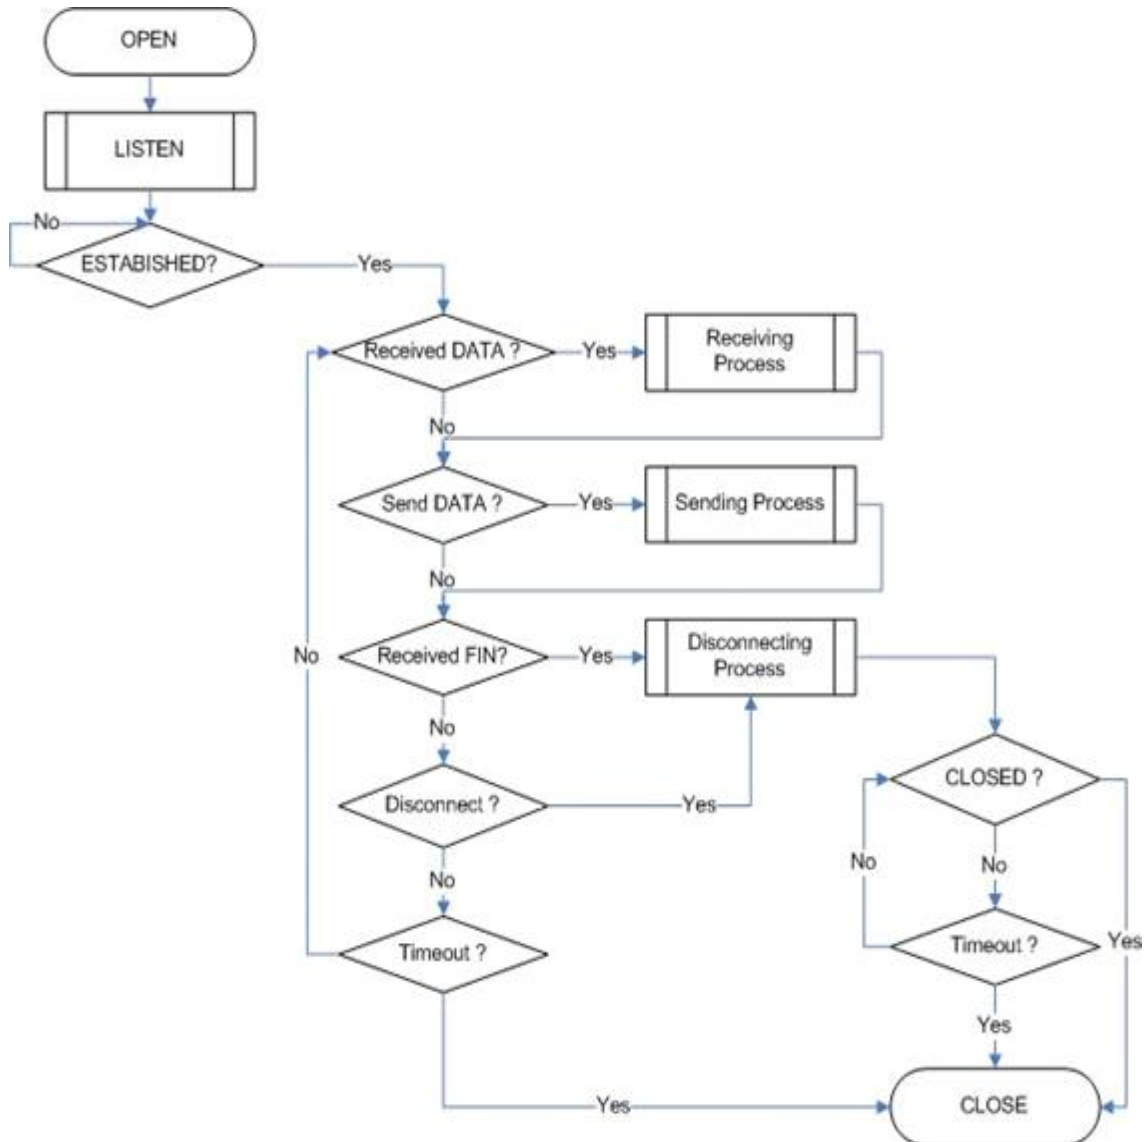 OPEN
LISTEN
No
ESTABISHED?
Yes
Received DATA ?
Yes
Receiving
Process
No
Send DATA ?
Yes
Sending Process
No
Received FIN?
Yes
Disconnecting
Process
No
No
Disconnect ?
Yes
CLOSED ?
No
No
No
Timeout ?
Timeout ?
Yes
Yes
Yes
CLOSE